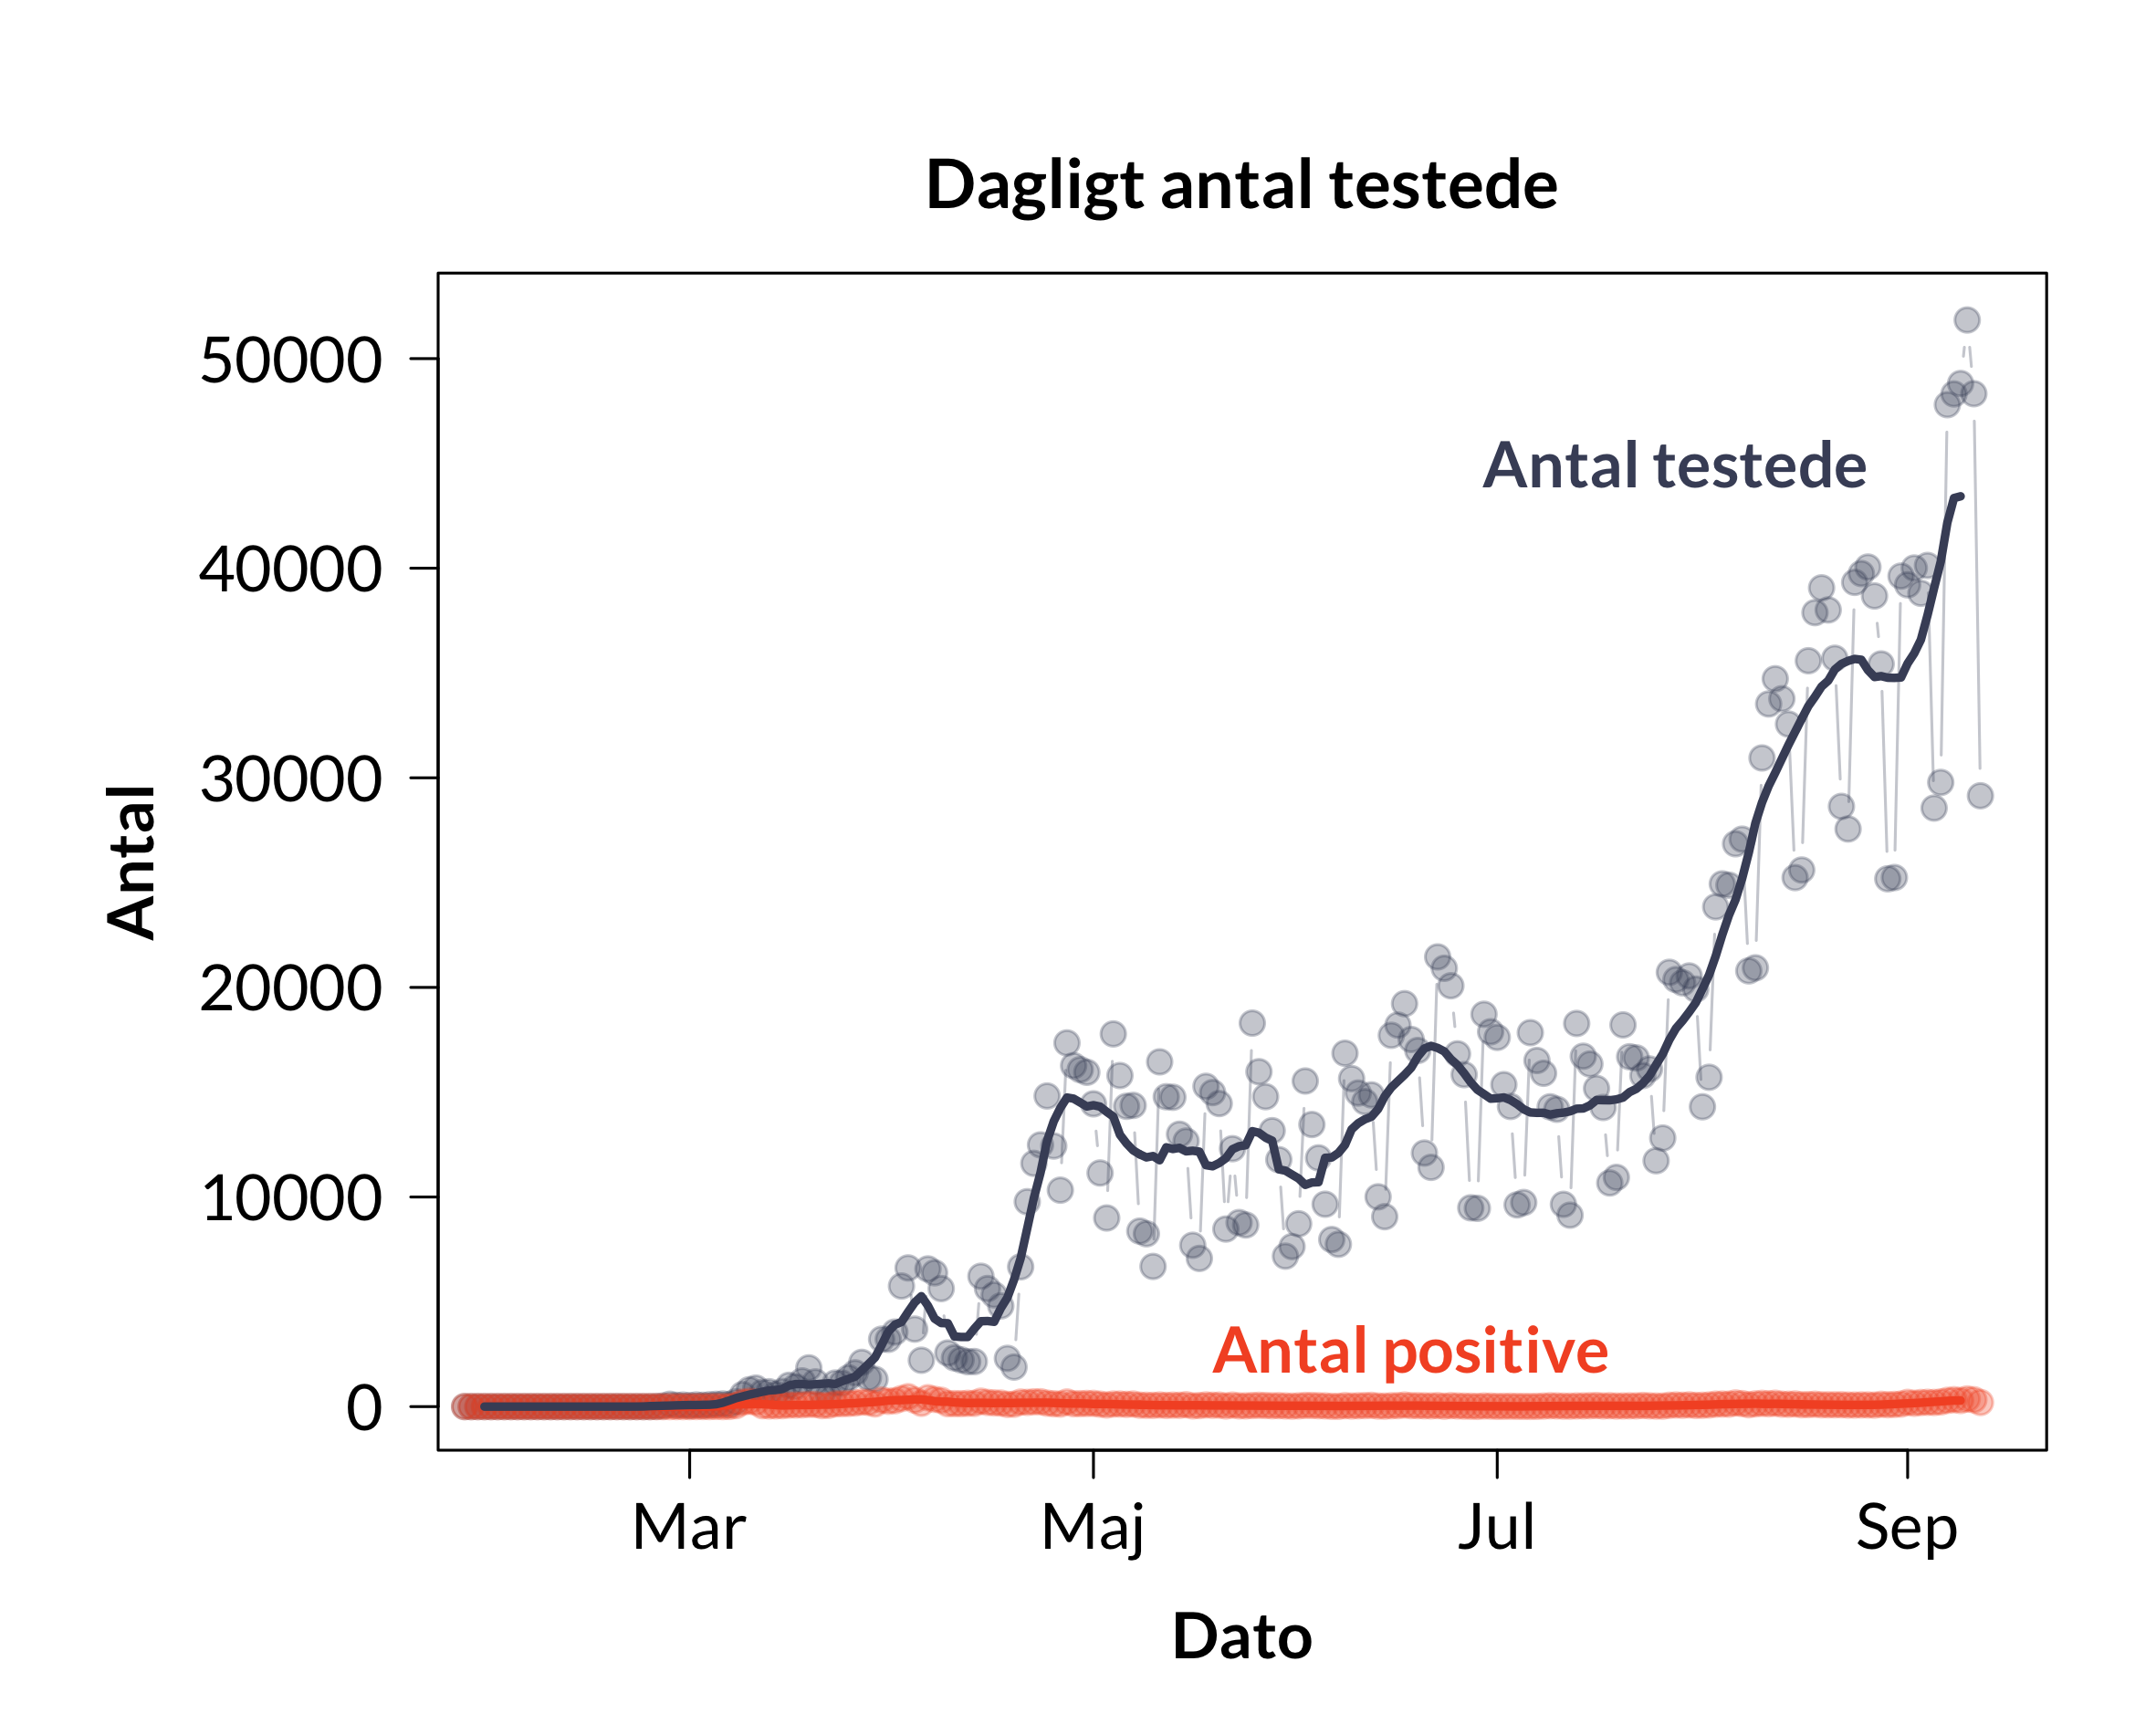 Dagligt antal testede
50000
40000
30000
20000
10000
0
Antal
Antal testede
Antal positive
Mar
Maj
Jul
Sep
Dato